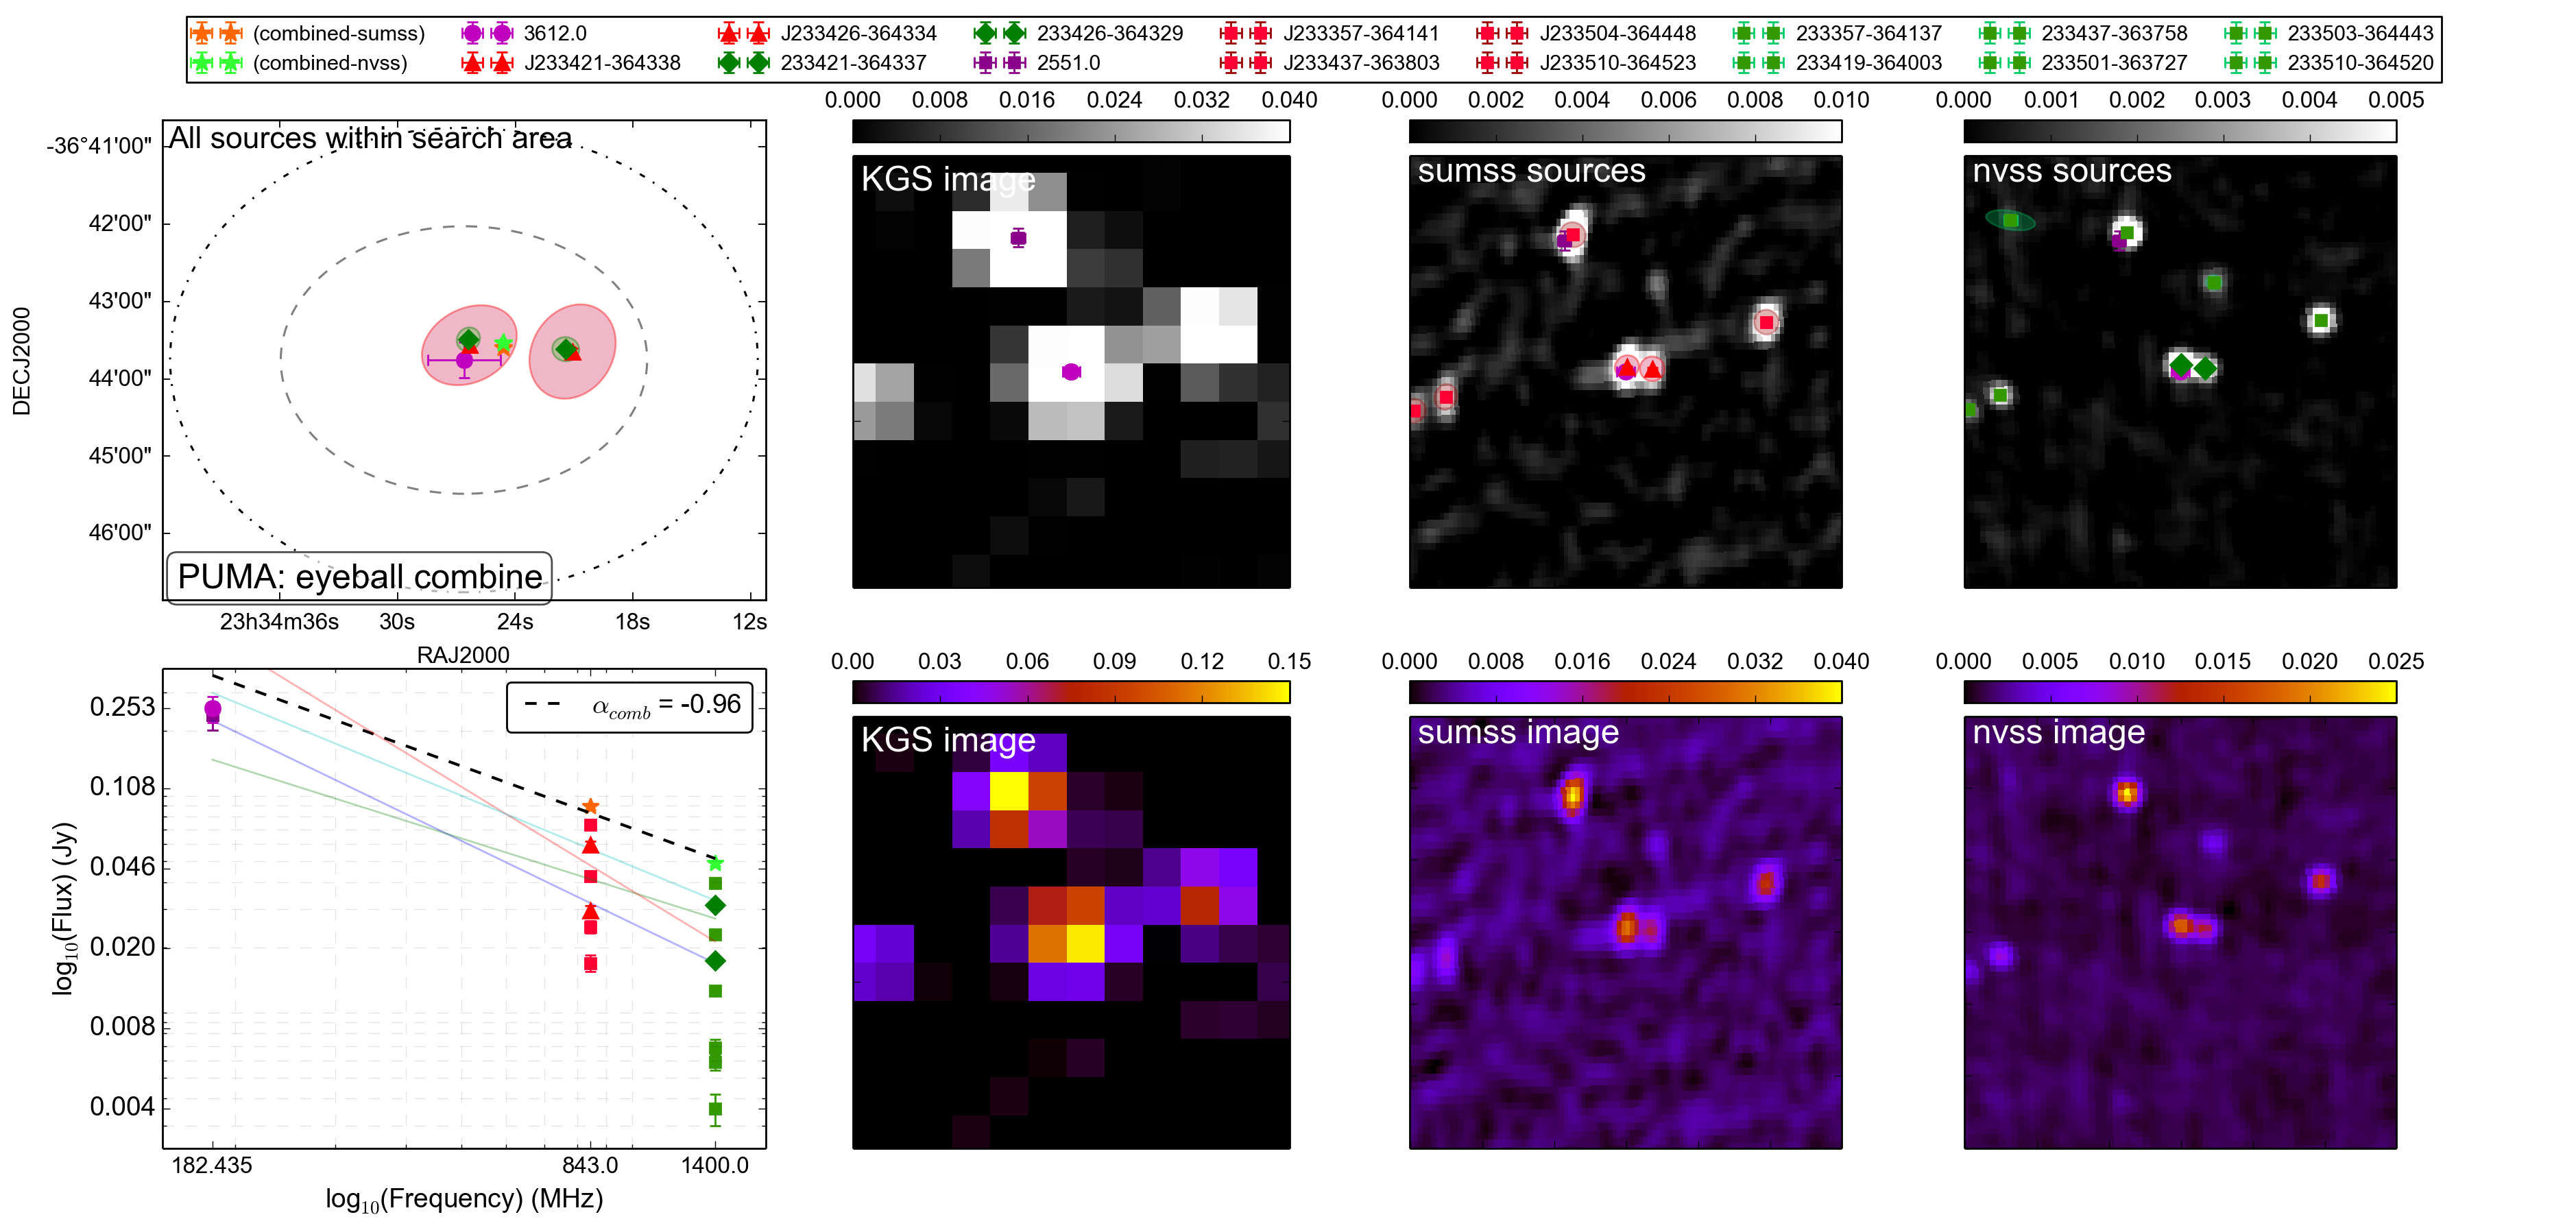 (combined-sumss) 3612.0 J233426-364334 233426-364329 J233357-364141 J233504-364448 233357-364137 233437-363758 233503-364443
(combined-nvss) J233421-364338 233421-364337 2551.0 J233437-363803 J233510-364523 233419-364003 233501-363727 233510-364520
0.000 0.008 0.016 0.024 0.032 0.040
0.000 0.002 0.004 0.006 0.008 0.010
0.000 0.001 0.002 0.003 0.004 0.005
All sources within search area
-36°41'00"
42'00"
43'00"
44'00"
45'00"
46'00"
DECJ2000
PUMA: eyeball combine
23h34m36s 30s 24s 18s 12s
RAJ2000
KGS image
sumss sources
nvss sources
0.00 0.03 0.06 0.09 0.12 0.15
0.000 0.008 0.016 0.024 0.032 0.040
0.000 0.005 0.010 0.015 0.020 0.025
α_comb = -0.96
0.253
0.108
0.046
0.020
0.008
0.004
log₁₀(Flux) (Jy)
182.435 843.0 1400.0
log₁₀(Frequency) (MHz)
KGS image
sumss image
nvss image